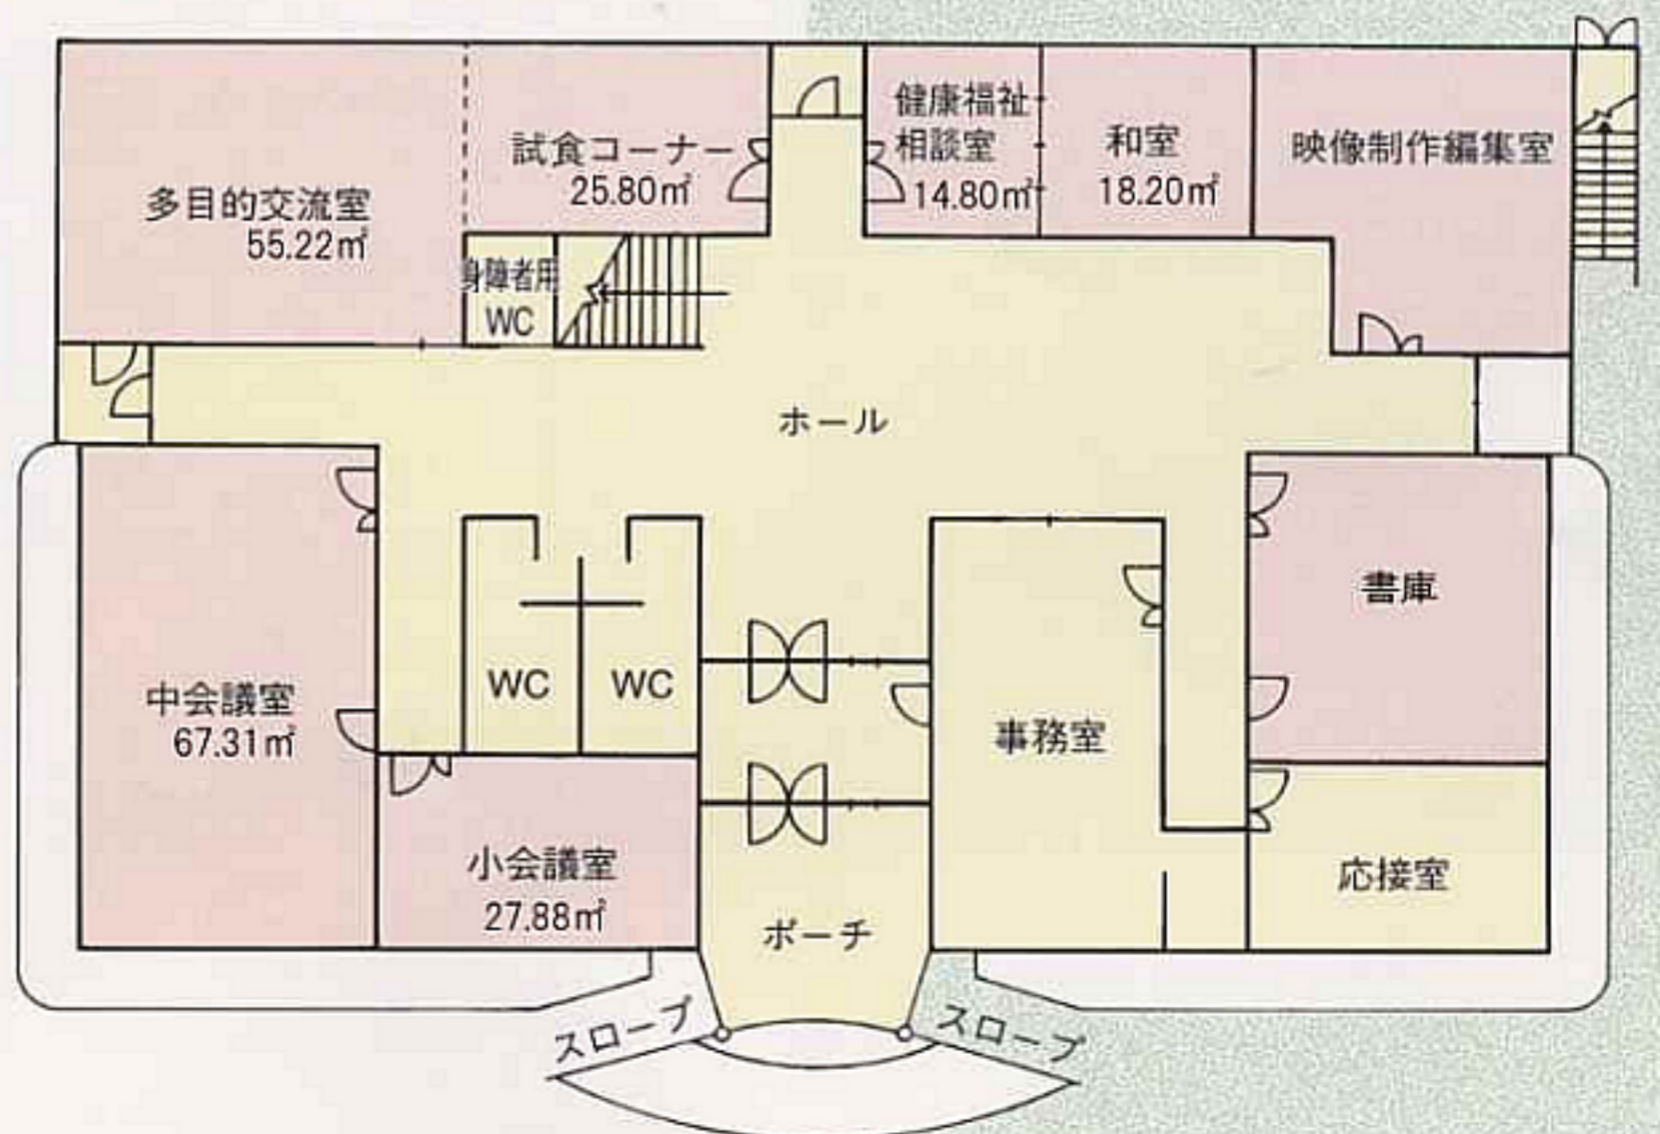 多目的交流室
55.22㎡
試食コーナー
25.80㎡
健康福祉
相談室
14.80㎡
和室
18.20㎡
映像制作編集室
身障者用
WC
ホール
中会議室
67.31㎡
WC
WC
小会議室
27.88㎡
事務室
書庫
応接室
ポーチ
スロープ
スロープ